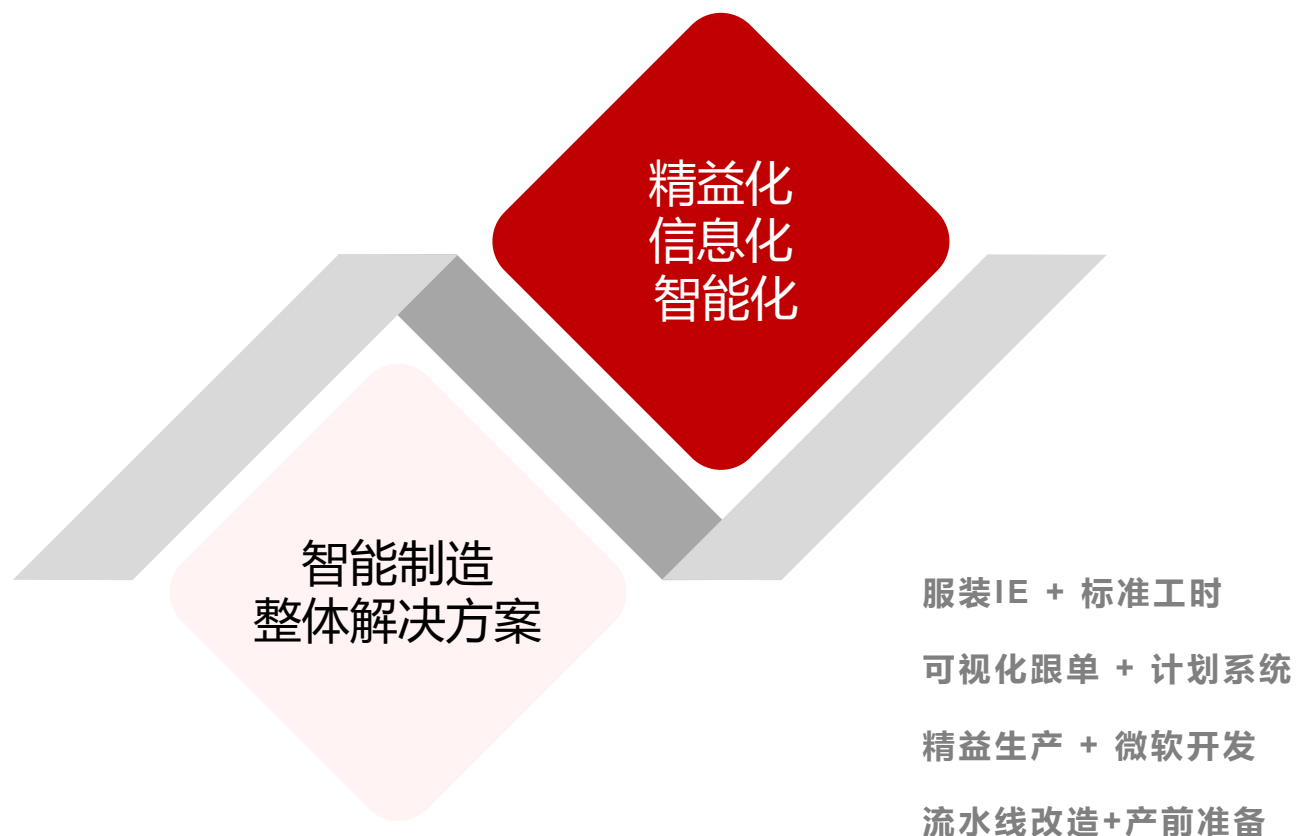 精益化
信息化
智能化
智能制造
整体解决方案
服装IE + 标准工时
可视化跟单 + 计划系统
精益生产 + 微软开发
流水线改造+产前准备